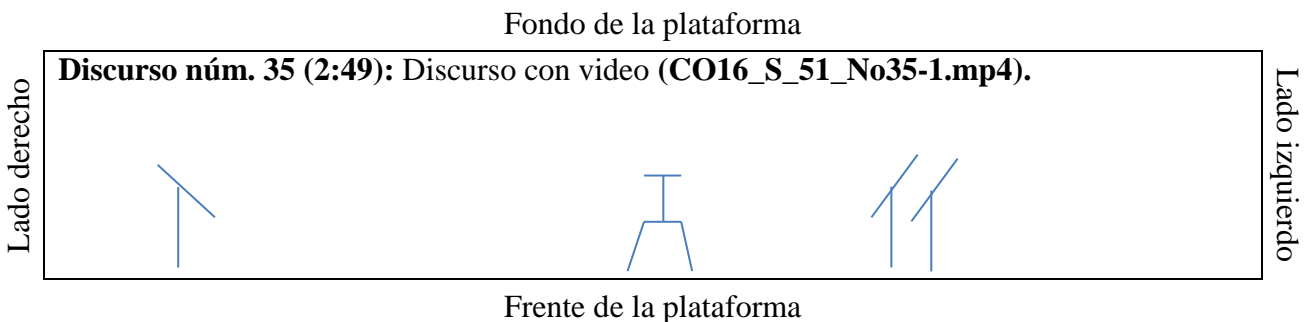 Fondo de la plataforma
Discurso núm. 35 (2:49): Discurso con video (CO16_S_51_No35-1.mp4).
Lado derecho
Lado izquierdo
Frente de la plataforma